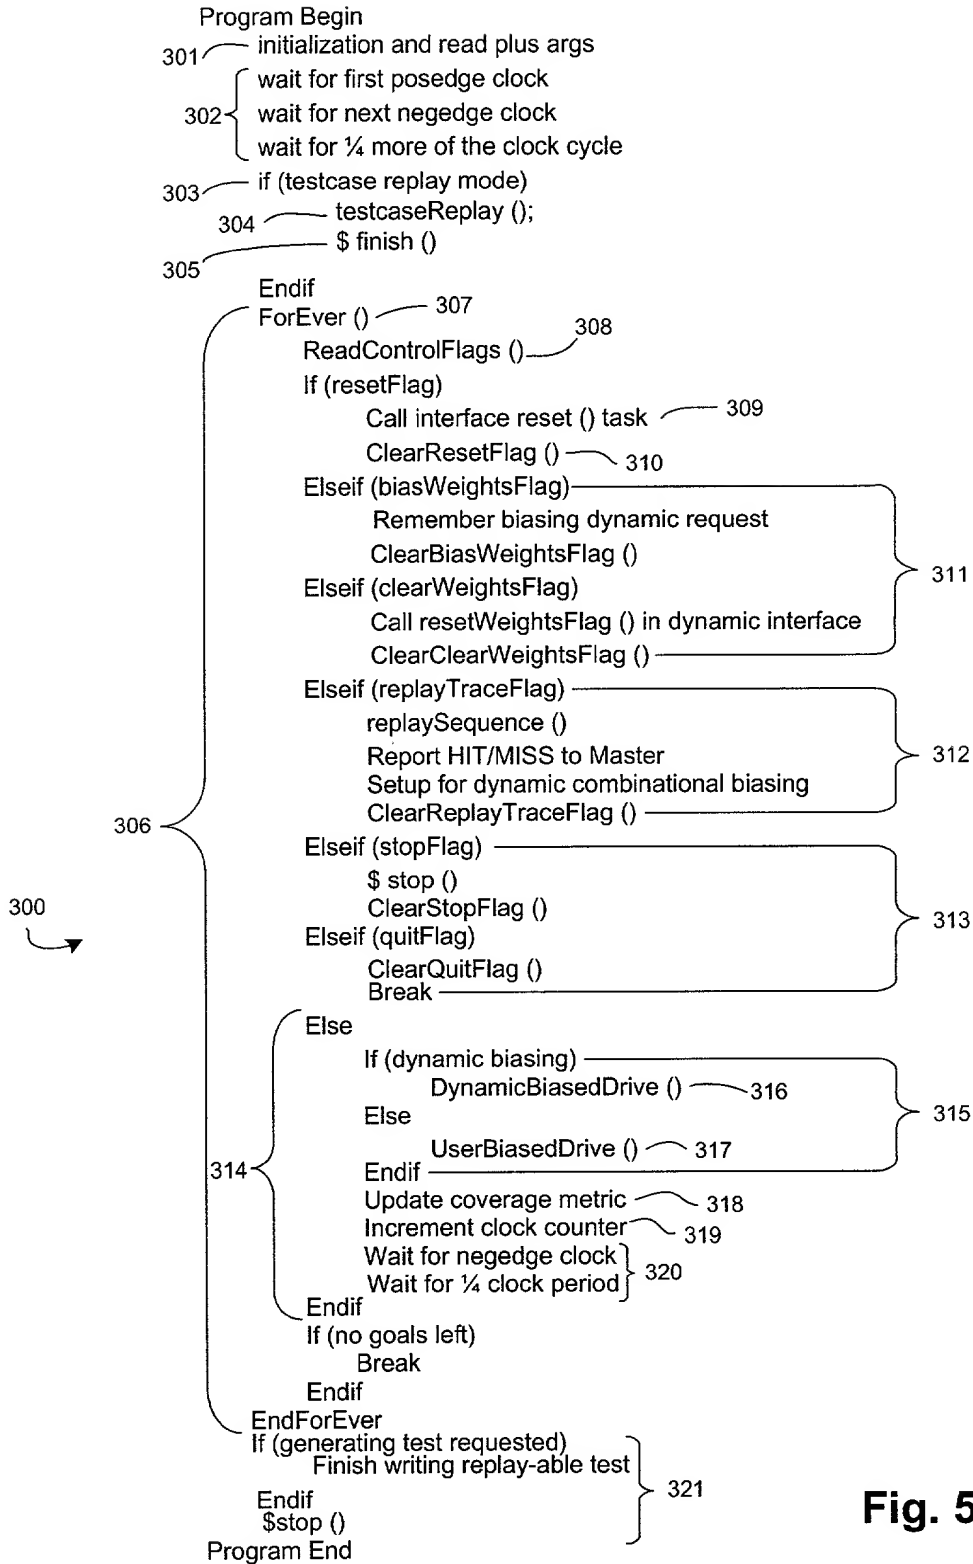 Program Begin
301 initialization and read plus args
wait for first posedge clock
302 wait for next negedge clock
wait for ¼ more of the clock cycle
303 if (testcase replay mode)
304 testcaseReplay ();
305 $ finish ()
Endif
ForEver () 307
ReadControlFlags () 308
If (resetFlag)
Call interface reset () task 309
ClearResetFlag () 310
Elseif (biasWeightsFlag)
Remember biasing dynamic request
ClearBiasWeightsFlag ()
311
Elseif (clearWeightsFlag)
Call resetWeightsFlag () in dynamic interface
ClearClearWeightsFlag ()
Elseif (replayTraceFlag)
replaySequence ()
Report HIT/MISS to Master 312
Setup for dynamic combinational biasing
ClearReplayTraceFlag ()
306
Elseif (stopFlag)
$ stop ()
300
ClearStopFlag () 313
Elseif (quitFlag)
ClearQuitFlag ()
Break
Else
If (dynamic biasing)
DynamicBiasedDrive () 316
Else 315
UserBiasedDrive () 317
314 Endif
Update coverage metric 318
Increment clock counter 319
Wait for negedge clock
320
Wait for ¼ clock period
Endif
If (no goals left)
Break
Endif
EndForEver
If (generating test requested)
Finish writing replay-able test
321
Endif
$stop ()
Program End
Fig. 5